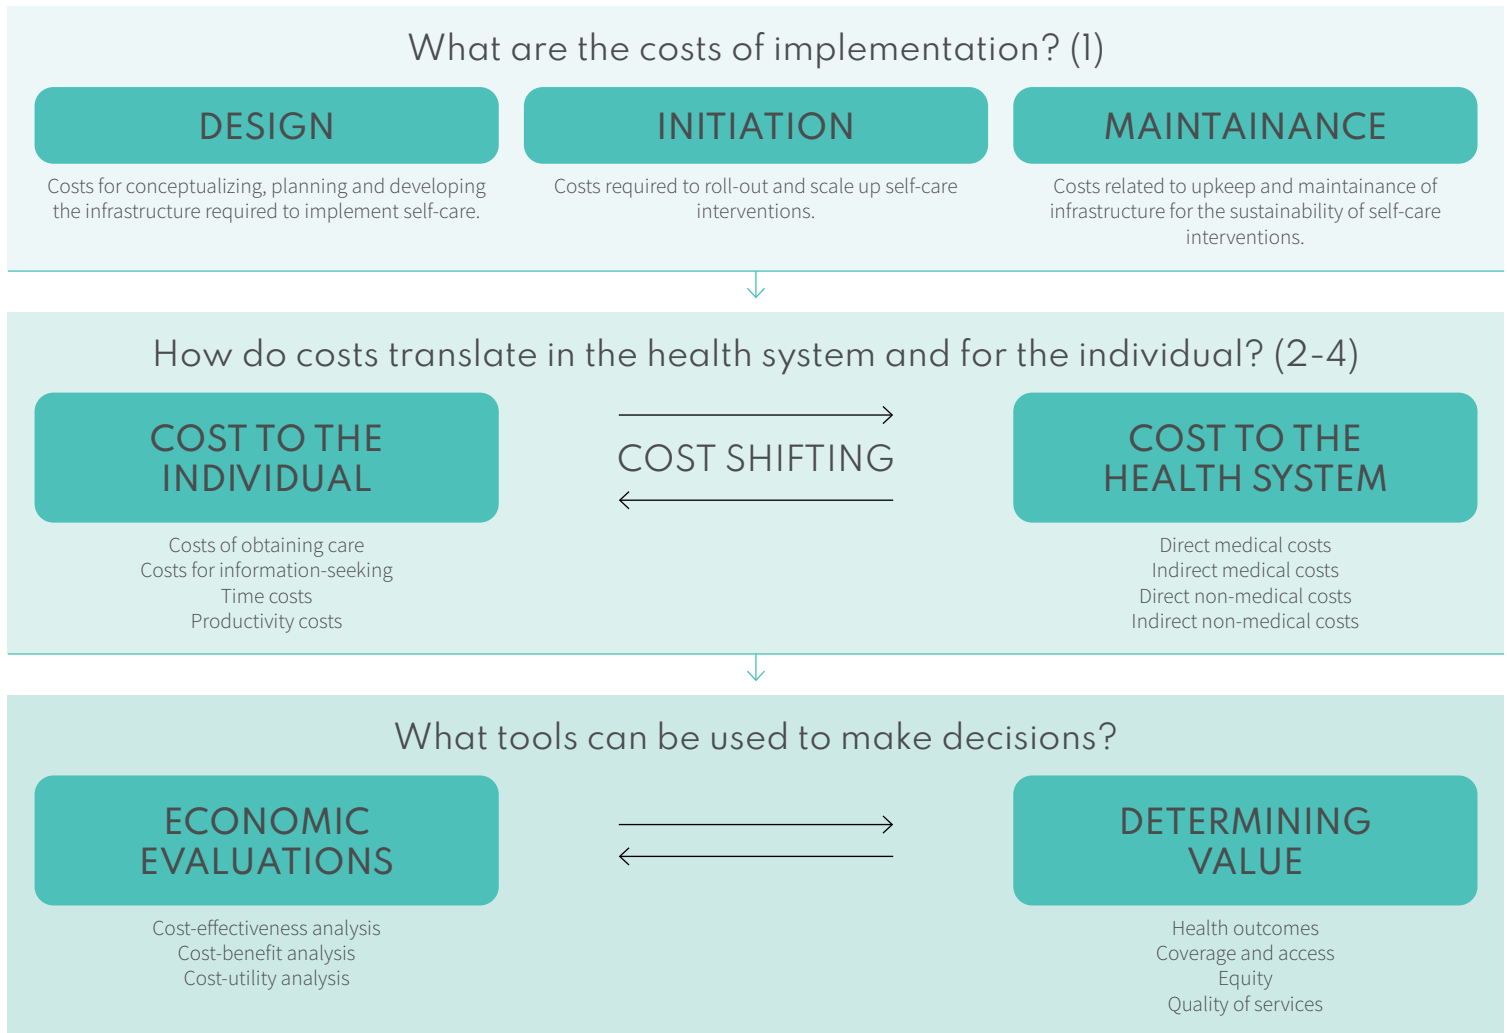 What are the costs of implementation? (1)
DESIGN
Costs for conceptualizing, planning and developing
the infrastructure required to implement self-care.
INITIATION
Costs required to roll-out and scale up self-care
interventions.
MAINTAINANCE
Costs related to upkeep and maintainance of
infrastructure for the sustainability of self-care
interventions.
How do costs translate in the health system and for the individual? (2-4)
COST TO THE
INDIVIDUAL
Costs of obtaining care
Costs for information-seeking
Time costs
Productivity costs
COST SHIFTING
COST TO THE
HEALTH SYSTEM
Direct medical costs
Indirect medical costs
Direct non-medical costs
Indirect non-medical costs
What tools can be used to make decisions?
ECONOMIC
EVALUATIONS
Cost-effectiveness analysis
Cost-benefit analysis
Cost-utility analysis
DETERMINING
VALUE
Health outcomes
Coverage and access
Equity
Quality of services